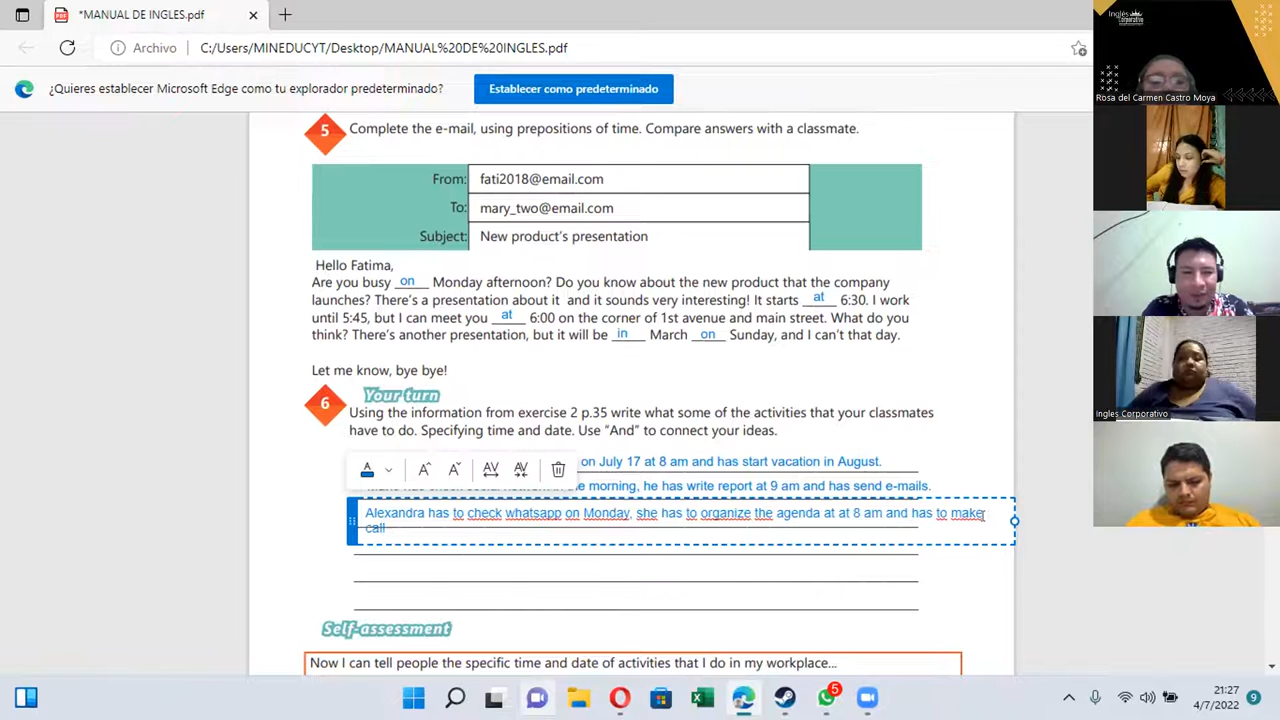 *MANUAL DE INGLES.pdf
Archivo
C:/Users/MINEDUCYT/Desktop/MANUAL%20DE%20INGLES.pdf
¿Quieres establecer Microsoft Edge como tu explorador predeterminado?
Establecer como predeterminado
5
Complete the e-mail, using prepositions of time. Compare answers with a classmate.
From: fati2018@email.com
To: mary_two@email.com
Subject: New product's presentation
Hello Fatima,
Are you busy on Monday afternoon? Do you know about the new product that the company
launches? There's a presentation about it and it sounds very interesting! It starts at 6:30. I work
until 5:45, but I can meet you at 6:00 on the corner of 1st avenue and main street. What do you
think? There's another presentation, but it will be in March on Sunday, and I can't that day.
Let me know, bye bye!
6
Your turn
Using the information from exercise 2 p.35 write what some of the activities that your classmates
have to do. Specifying time and date. Use "And" to connect your ideas.
on July 17 at 8 am and has start vacation in August.
morning, he has write report at 9 am and has send e-mails.
Alexandra has to check whatsapp on Monday, she has to organize the agenda at at 8 am and has to make
call
Self-assessment
Now I can tell people the specific time and date of activities that I do in my workplace...
Inglés
Corporativo
Rosa del Carmen Castro Moya
Ingles Corporativo
5
21:27
4/7/2022
9